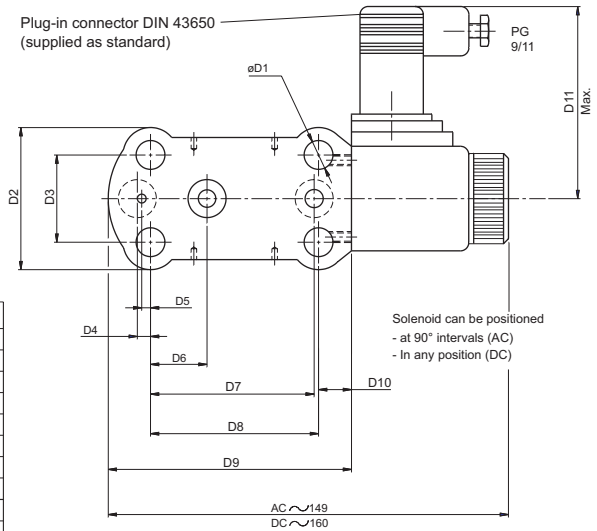 Plug-in connector DIN 43650
(supplied as standard)
PG
9/11
øD1
D11
Max.
D2
D3
D5
D4
D6
Solenoid can be positioned
- at 90° intervals (AC)
- In any position (DC)
D10
D7
D8
D9
AC ~149
DC ~160